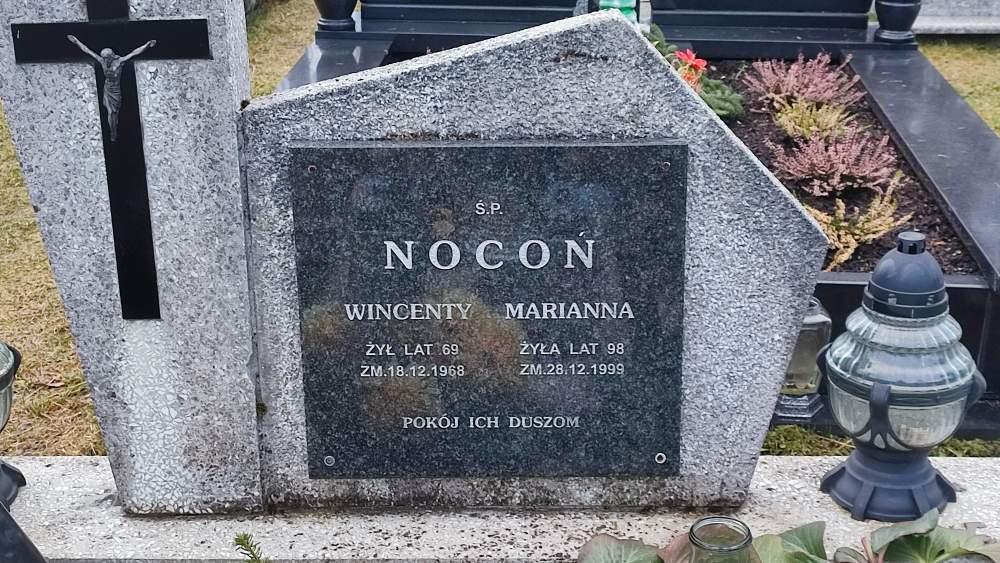 Ś.P.
NOCOŃ
WINCENTY MARIANNA
ŻYŁ LAT 69 ŻYŁA LAT 98
ZM.18.12.1968 ZM.28.12.1999
POKÓJ ICH DUSZOM